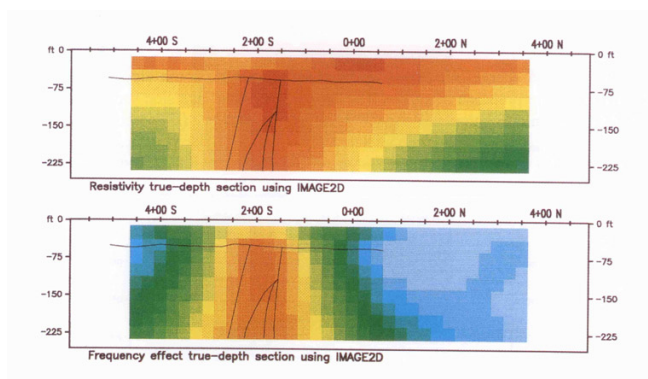 4+00 S 2+00 S 0+00 2+00 N 4+00 N
ft 0 0 ft
-75 -75
-150 -150
-225 -225
Resistivity true-depth section using IMAGE2D
4+00 S 2+00 S 0+00 2+00 N 4+00 N
ft 0 0 ft
-75 -75
-150 -150
-225 -225
Frequency effect true-depth section using IMAGE2D